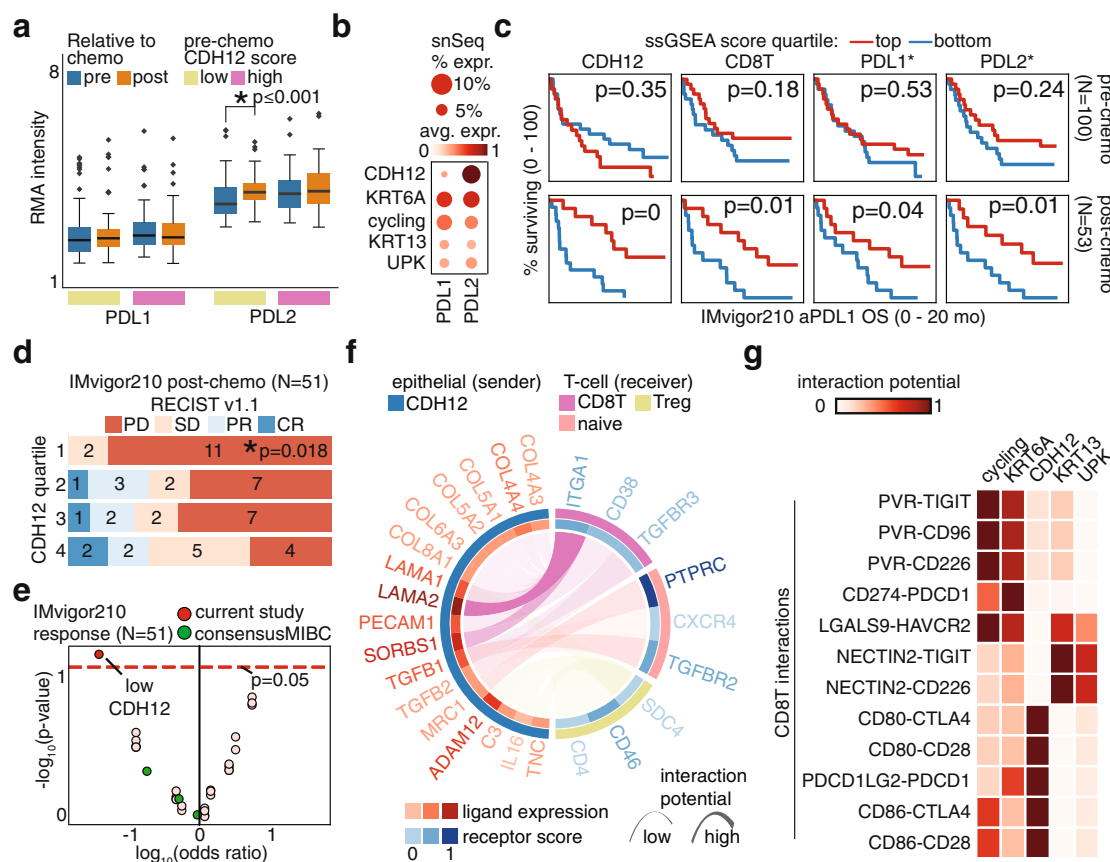 a
Relative to chemo
pre post
pre-chemo CDH12 score
low high
8
* p≤0.001
RMA intensity
1
PDL1
PDL2
b
snSeq
% expr.
10%
5%
avg. expr.
0 1
CDH12
KRT6A
cycling
KRT13
UPK
PDL1
PDL2
c
ssGSEA score quartile: top bottom
CDH12 CD8T PDL1* PDL2*
p=0.35 p=0.18 p=0.53 p=0.24
pre-chemo (N=100)
p=0 p=0.01 p=0.04 p=0.01
post-chemo (N=53)
% surviving (0 - 100)
IMvigor210 aPDL1 OS (0 - 20 mo)
d
IMvigor210 post-chemo (N=51)
RECIST v1.1
PD SD PR CR
CDH12 quartile
1 2 11 * p=0.018
2 1 3 2 7
3 1 2 2 7
4 2 2 5 4
e
IMvigor210 response (N=51)
current study
consensusMIBC
low CDH12
p=0.05
1
0
-log10(p-value)
-1 0 1
log10(odds ratio)
f
epithelial (sender)
CDH12
T-cell (receiver)
CD8T Treg
naive
COL4A3
COL4A4
COL5A1
COL5A2
COL6A3
COL8A1
LAMA1
LAMA2
PECAM1
SORBS1
TGFB1
TGFB2
MRC1
ADAM12
C3
IL16
TNC
ITGA1
CD38
TGFBR3
PTPRC
CXCR4
TGFBR2
SDC4
CD46
CD4
ligand expression
receptor score
0 1
interaction potential
low high
g
interaction potential
0 1
cycling
KRT6A
CDH12
KRT13
UPK
CD8T interactions
PVR-TIGIT
PVR-CD96
PVR-CD226
CD274-PDCD1
LGALS9-HAVCR2
NECTIN2-TIGIT
NECTIN2-CD226
CD80-CTLA4
CD80-CD28
PDCD1LG2-PDCD1
CD86-CTLA4
CD86-CD28